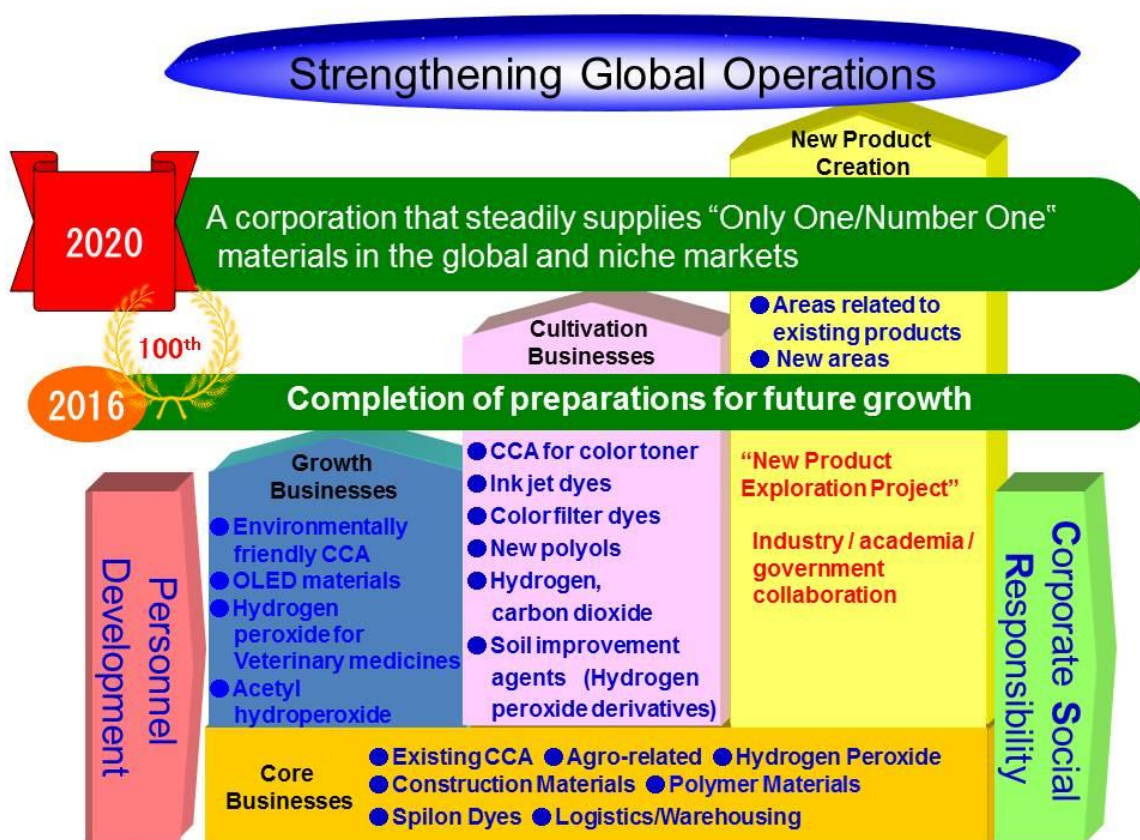 Strengthening Global Operations
New Product
Creation
2020
A corporation that steadily supplies “Only One/Number One‟
materials in the global and niche markets
● Areas related to
existing products
● New areas
100th
Cultivation
Businesses
2016
Completion of preparations for future growth
Growth
Businesses
● Environmentally
friendly CCA
● OLED materials
● Hydrogen
peroxide for
Veterinary medicines
● Acetyl
hydroperoxide
● CCA for color toner
● Ink jet dyes
● Color filter dyes
● New polyols
● Hydrogen,
carbon dioxide
● Soil improvement
agents (Hydrogen
peroxide derivatives)
“New Product
Exploration Project”
Industry / academia /
government
collaboration
Personnel
Development
Corporate Social
Responsibility
Core
Businesses
● Existing CCA ● Agro-related ● Hydrogen Peroxide
● Construction Materials ● Polymer Materials
● Spilon Dyes ● Logistics/Warehousing